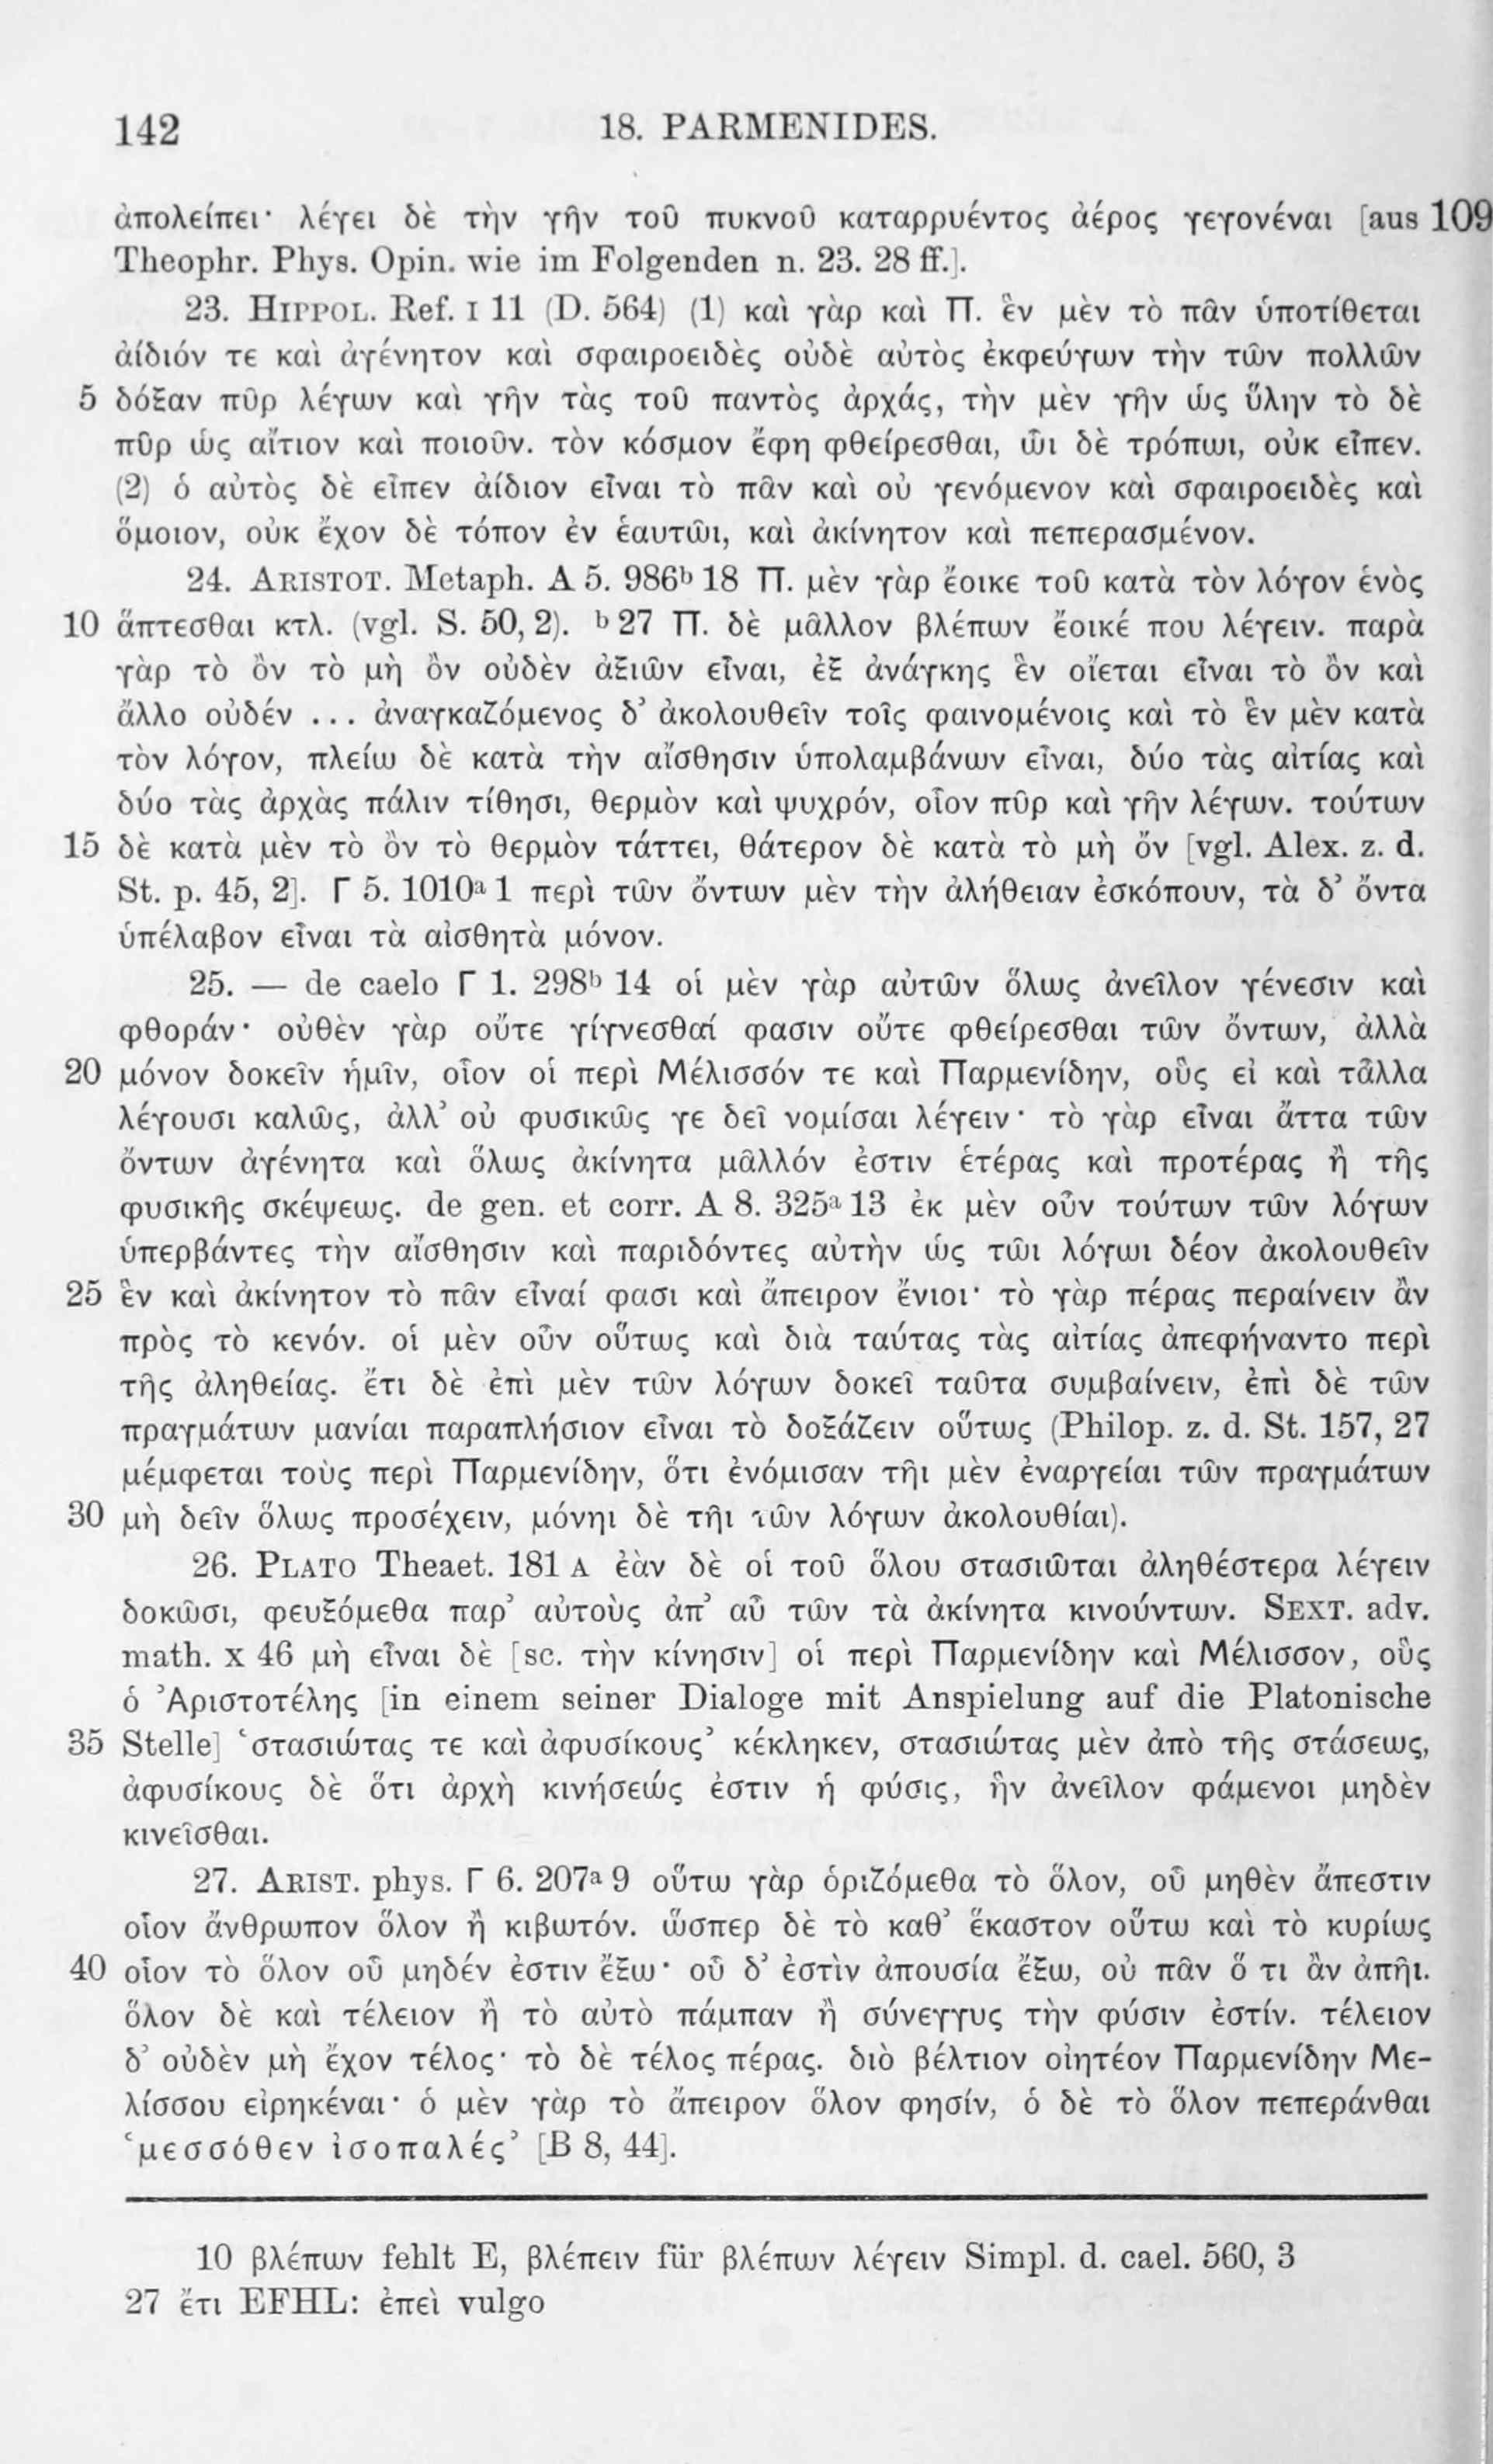 142 18. PARMENIDES.
ἀπολείπει· λέγει δὲ τὴν γῆν τοῦ πυκνοῦ καταρρυέντος ἀέρος γεγονέναι [aus 109
Theophr. Phys. Opin. wie im Folgenden n. 23. 28 ff.].
23. HIPPOL. Ref. I 11 (D. 564) (1) καὶ γὰρ καὶ Π. ἓν μὲν τὸ πᾶν ὑποτίθεται
ἀίδιόν τε καὶ ἀγένητον καὶ σφαιροειδὲς οὐδὲ αὐτὸς ἐκφεύγων τὴν τῶν πολλῶν
5 δόξαν πῦρ λέγων καὶ γῆν τὰς τοῦ παντὸς ἀρχάς, τὴν μὲν γῆν ὡς ὕλην τὸ δὲ
πῦρ ὡς αἴτιον καὶ ποιοῦν. τὸν κόσμον ἔφη φθείρεσθαι, ὧι δὲ τρόπωι, οὐκ εἶπεν.
(2) ὁ αὐτὸς δὲ εἶπεν ἀίδιον εἶναι τὸ πᾶν καὶ οὐ γενόμενον καὶ σφαιροειδὲς καὶ
ὅμοιον, οὐκ ἔχον δὲ τόπον ἐν ἑαυτῶι, καὶ ἀκίνητον καὶ πεπερασμένον.
24. ARISTOT. Metaph. A 5. 986ᵇ 18 Π. μὲν γὰρ ἔοικε τοῦ κατὰ τὸν λόγον ἑνὸς
10 ἅπτεσθαι κτλ. (vgl. S. 50, 2). ᵇ 27 Π. δὲ μᾶλλον βλέπων ἔοικέ που λέγειν. παρὰ
γὰρ τὸ ὂν τὸ μὴ ὂν οὐδὲν ἀξιῶν εἶναι, ἐξ ἀνάγκης ἓν οἴεται εἶναι τὸ ὂν καὶ
ἄλλο οὐδέν ... ἀναγκαζόμενος δ’ ἀκολουθεῖν τοῖς φαινομένοις καὶ τὸ ἓν μὲν κατὰ
τὸν λόγον, πλείω δὲ κατὰ τὴν αἴσθησιν ὑπολαμβάνων εἶναι, δύο τὰς αἰτίας καὶ
δύο τὰς ἀρχὰς πάλιν τίθησι, θερμὸν καὶ ψυχρόν, οἷον πῦρ καὶ γῆν λέγων. τούτων
15 δὲ κατὰ μὲν τὸ ὂν τὸ θερμὸν τάττει, θάτερον δὲ κατὰ τὸ μὴ ὄν [vgl. Alex. z. d.
St. p. 45, 2]. Γ 5. 1010ᵃ 1 περὶ τῶν ὄντων μὲν τὴν ἀλήθειαν ἐσκόπουν, τὰ δ’ ὄντα
ὑπέλαβον εἶναι τὰ αἰσθητὰ μόνον.
25. — de caelo Γ 1. 298ᵇ 14 οἱ μὲν γὰρ αὐτῶν ὅλως ἀνεῖλον γένεσιν καὶ
φθοράν· οὐθὲν γὰρ οὔτε γίγνεσθαί φασιν οὔτε φθείρεσθαι τῶν ὄντων, ἀλλὰ
20 μόνον δοκεῖν ἡμῖν, οἷον οἱ περὶ Μέλισσόν τε καὶ Παρμενίδην, οὓς εἰ καὶ τἆλλα
λέγουσι καλῶς, ἀλλ’ οὐ φυσικῶς γε δεῖ νομίσαι λέγειν· τὸ γὰρ εἶναι ἄττα τῶν
ὄντων ἀγένητα καὶ ὅλως ἀκίνητα μᾶλλόν ἐστιν ἑτέρας καὶ προτέρας ἢ τῆς
φυσικῆς σκέψεως. de gen. et corr. A 8. 325ᵃ 13 ἐκ μὲν οὖν τούτων τῶν λόγων
ὑπερβάντες τὴν αἴσθησιν καὶ παριδόντες αὐτὴν ὡς τῶι λόγωι δέον ἀκολουθεῖν
25 ἓν καὶ ἀκίνητον τὸ πᾶν εἶναί φασι καὶ ἄπειρον ἔνιοι· τὸ γὰρ πέρας περαίνειν ἂν
πρὸς τὸ κενόν. οἱ μὲν οὖν οὕτως καὶ διὰ ταύτας τὰς αἰτίας ἀπεφήναντο περὶ
τῆς ἀληθείας. ἔτι δὲ ἐπὶ μὲν τῶν λόγων δοκεῖ ταῦτα συμβαίνειν, ἐπὶ δὲ τῶν
πραγμάτων μανίαι παραπλήσιον εἶναι τὸ δοξάζειν οὕτως (Philop. z. d. St. 157, 27
μέμφεται τοὺς περὶ Παρμενίδην, ὅτι ἐνόμισαν τῆι μὲν ἐναργείαι τῶν πραγμάτων
30 μὴ δεῖν ὅλως προσέχειν, μόνηι δὲ τῆι τῶν λόγων ἀκολουθίαι).
26. PLATO Theaet. 181 A ἐὰν δὲ οἱ τοῦ ὅλου στασιῶται ἀληθέστερα λέγειν
δοκῶσι, φευξόμεθα παρ’ αὐτοὺς ἀπ’ αὖ τῶν τὰ ἀκίνητα κινούντων. SEXT. adv.
math. X 46 μὴ εἶναι δὲ [sc. τὴν κίνησιν] οἱ περὶ Παρμενίδην καὶ Μέλισσον, οὓς
ὁ Ἀριστοτέλης [in einem seiner Dialoge mit Anspielung auf die Platonische
35 Stelle] ‘στασιώτας τε καὶ ἀφυσίκους’ κέκληκεν, στασιώτας μὲν ἀπὸ τῆς στάσεως,
ἀφυσίκους δὲ ὅτι ἀρχὴ κινήσεώς ἐστιν ἡ φύσις, ἣν ἀνεῖλον φάμενοι μηδὲν
κινεῖσθαι.
27. ARIST. phys. Γ 6. 207ᵃ 9 οὕτω γὰρ ὁριζόμεθα τὸ ὅλον, οὗ μηθὲν ἄπεστιν
οἷον ἄνθρωπον ὅλον ἢ κιβωτόν. ὥσπερ δὲ τὸ καθ’ ἕκαστον οὕτω καὶ τὸ κυρίως
40 οἷον τὸ ὅλον οὗ μηδέν ἐστιν ἔξω· οὗ δ’ ἐστὶν ἀπουσία ἔξω, οὐ πᾶν ὅ τι ἂν ἀπῆι.
ὅλον δὲ καὶ τέλειον ἢ τὸ αὐτὸ πάμπαν ἢ σύνεγγυς τὴν φύσιν ἐστίν. τέλειον
δ’ οὐδὲν μὴ ἔχον τέλος· τὸ δὲ τέλος πέρας. διὸ βέλτιον οἰητέον Παρμενίδην Με-
λίσσου εἰρηκέναι· ὁ μὲν γὰρ τὸ ἄπειρον ὅλον φησίν, ὁ δὲ τὸ ὅλον πεπεράνθαι
‘μεσσόθεν ἰσοπαλές’ [B 8, 44].
10 βλέπων fehlt E, βλέπειν für βλέπων λέγειν Simpl. d. cael. 560, 3
27 ἔτι EFHL: ἐπεὶ vulgo